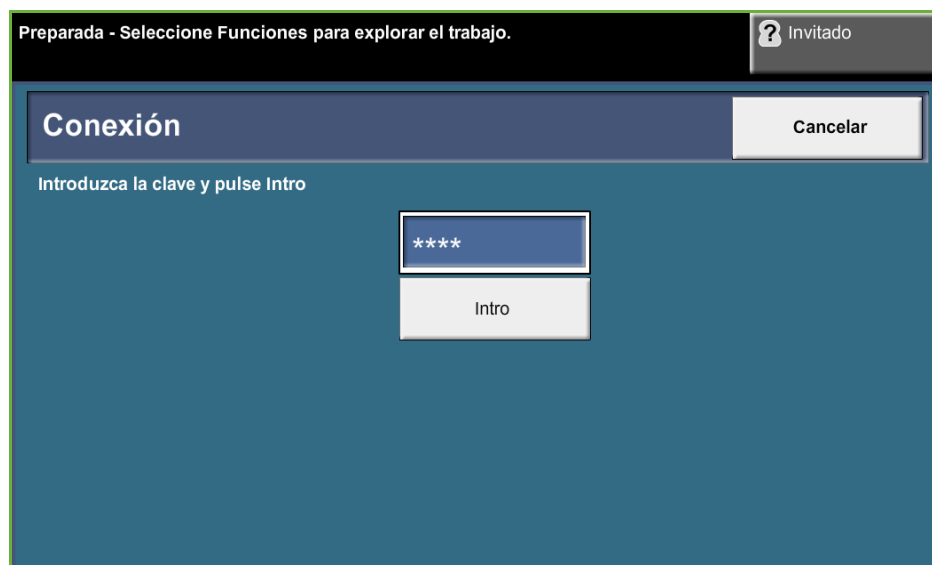 Preparada - Seleccione Funciones para explorar el trabajo.
? Invitado
Conexión
Cancelar
Introduzca la clave y pulse Intro
****
Intro